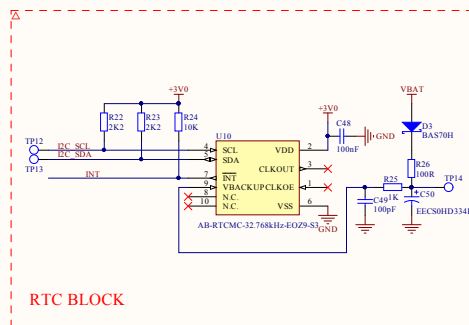 +3V0
VBAT
+3V0
R22
2K2
R23
2K2
R24
10K
U10
C48
100nF
GND
D3
BAS70H
TP12
I2C_SCL
4
SCL
VDD
2
I2C_SDA
5
SDA
CLKOUT
3
TP13
INT
7
INT
9
VBACKUP
CLKOE
1
8
N.C.
10
N.C.
VSS
6
GND
AB-RTCMC-32.768kHz-EOZ9-S3
R26
100R
TP14
R25
1K
C49
100pF
C50
EECS0HD334
RTC BLOCK